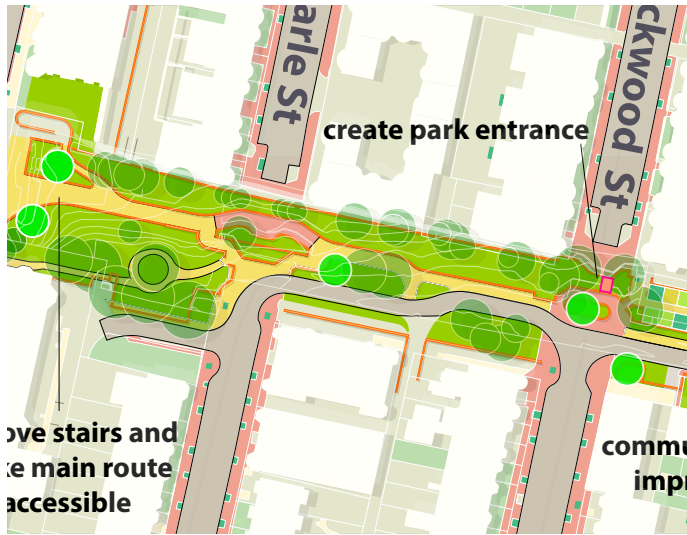 arle St
ckwood St
create park entrance
ove stairs and
ke main route
accessible
commu
impr